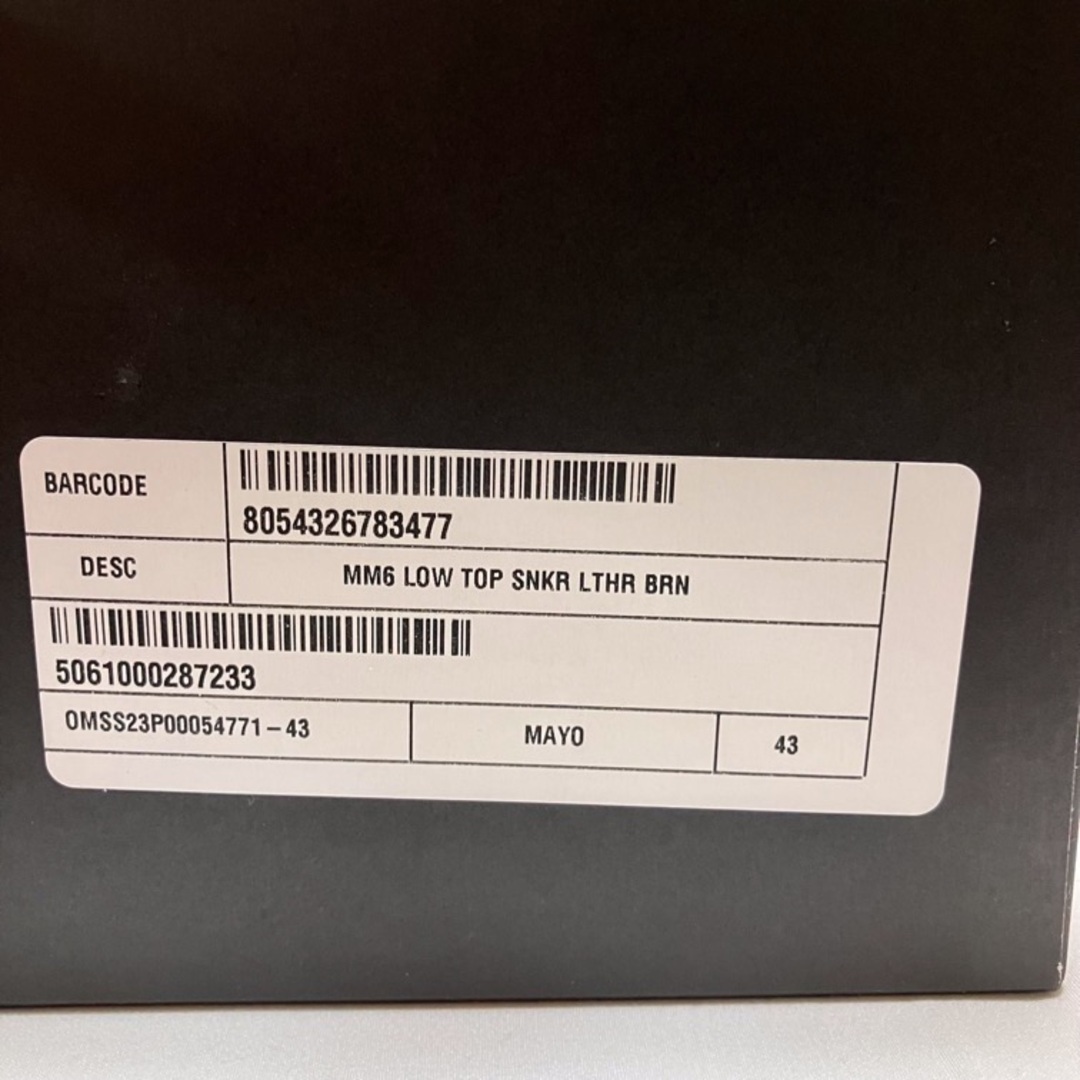 BARCODE
8054326783477
DESC
MM6 LOW TOP SNKR LTHR BRN
5061000287233
OMSS23P00054771-43
MAYO
43